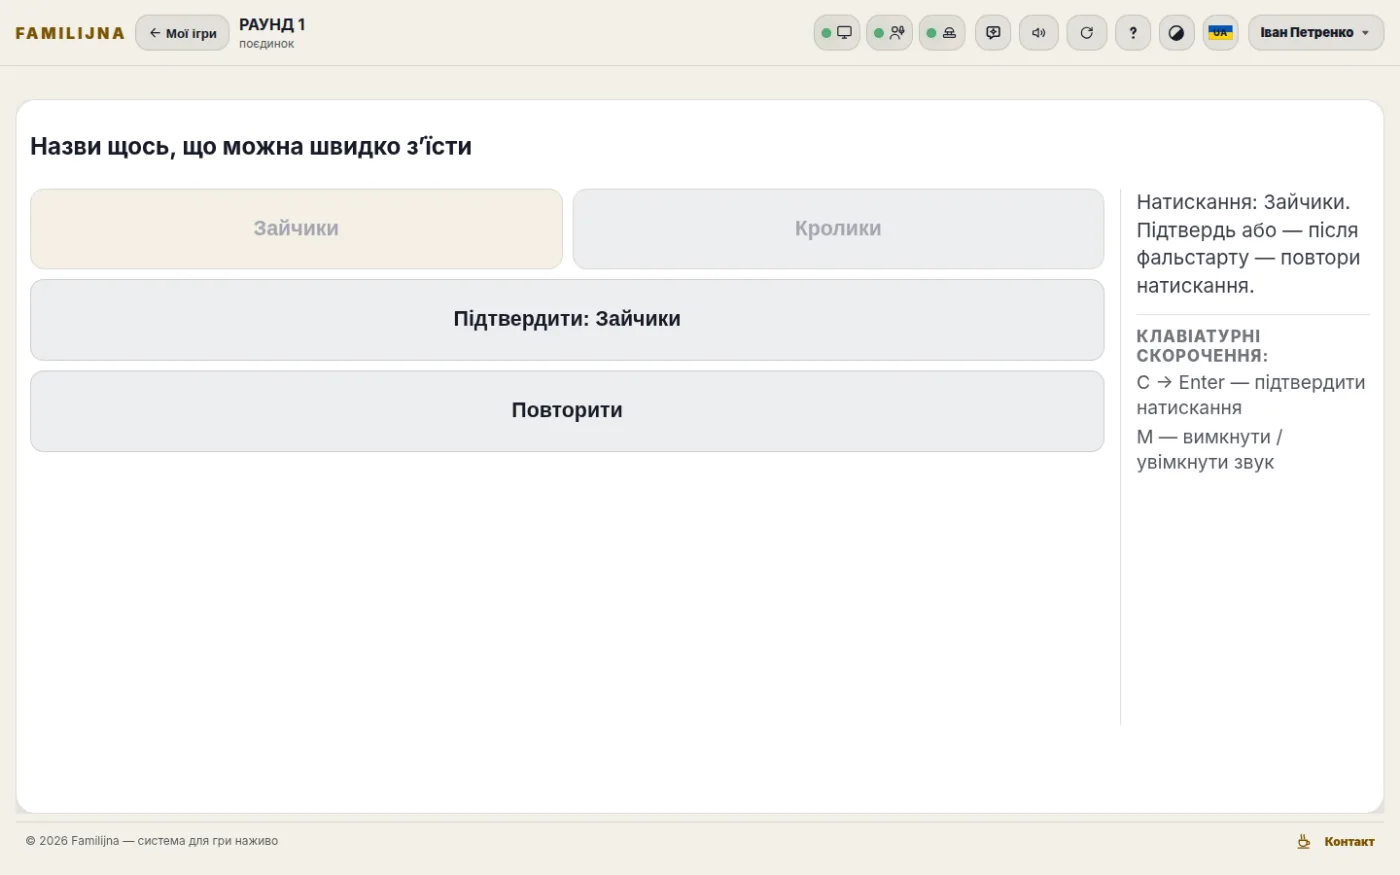 FAMILIJNA
← Мої ігри
РАУНД 1
поєдинок
?
UA
Іван Петренко
Назви щось, що можна швидко зʼїсти
Зайчики
Кролики
Підтвердити: Зайчики
Повторити
Натискання: Зайчики.
Підтвердь або — після
фальстарту — повтори
натискання.
КЛАВІАТУРНІ
СКОРОЧЕННЯ:
C → Enter — підтвердити
натискання
M — вимкнути /
увімкнути звук
© 2026 Familijna — система для гри наживо
Контакт